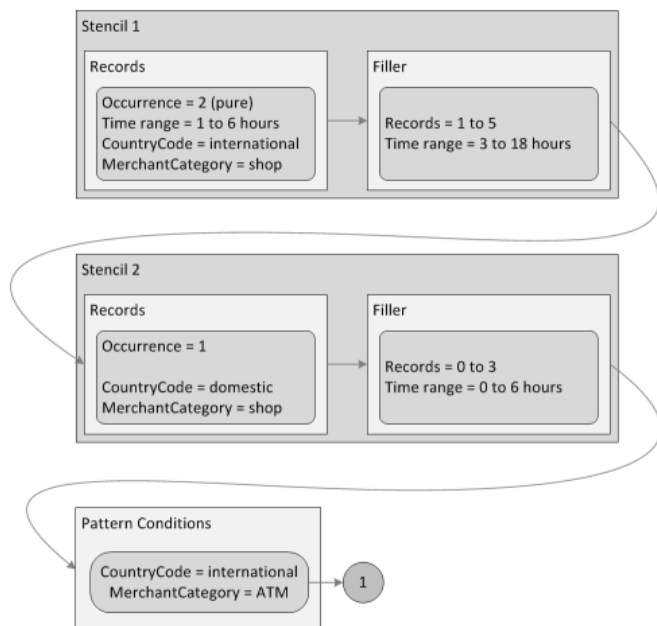 Stencil 1
Records
Occurrence = 2 (pure)
Time range = 1 to 6 hours
CountryCode = international
MerchantCategory = shop
Filler
Records = 1 to 5
Time range = 3 to 18 hours
Stencil 2
Records
Occurrence = 1
CountryCode = domestic
MerchantCategory = shop
Filler
Records = 0 to 3
Time range = 0 to 6 hours
Pattern Conditions
CountryCode = international
MerchantCategory = ATM
1